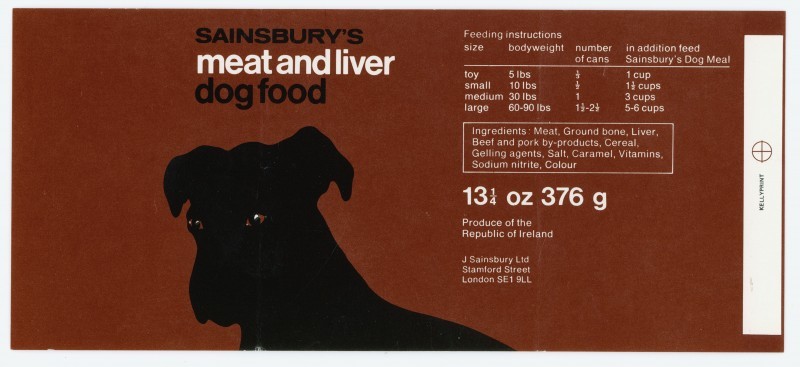 SAINSBURY'S
meat and liver
dog food
Feeding instructions
size bodyweight number of cans in addition feed Sainsbury's Dog Meal
toy 5 lbs ⅓ 1 cup
small 10 lbs ½ 1½ cups
medium 30 lbs 1 3 cups
large 60-90 lbs 1½-2½ 5-6 cups
Ingredients: Meat, Ground bone, Liver,
Beef and pork by-products, Cereal,
Gelling agents, Salt, Caramel, Vitamins,
Sodium nitrite, Colour
13¼ oz 376 g
Produce of the
Republic of Ireland
J Sainsbury Ltd
Stamford Street
London SE1 9LL
KELLYPRINT